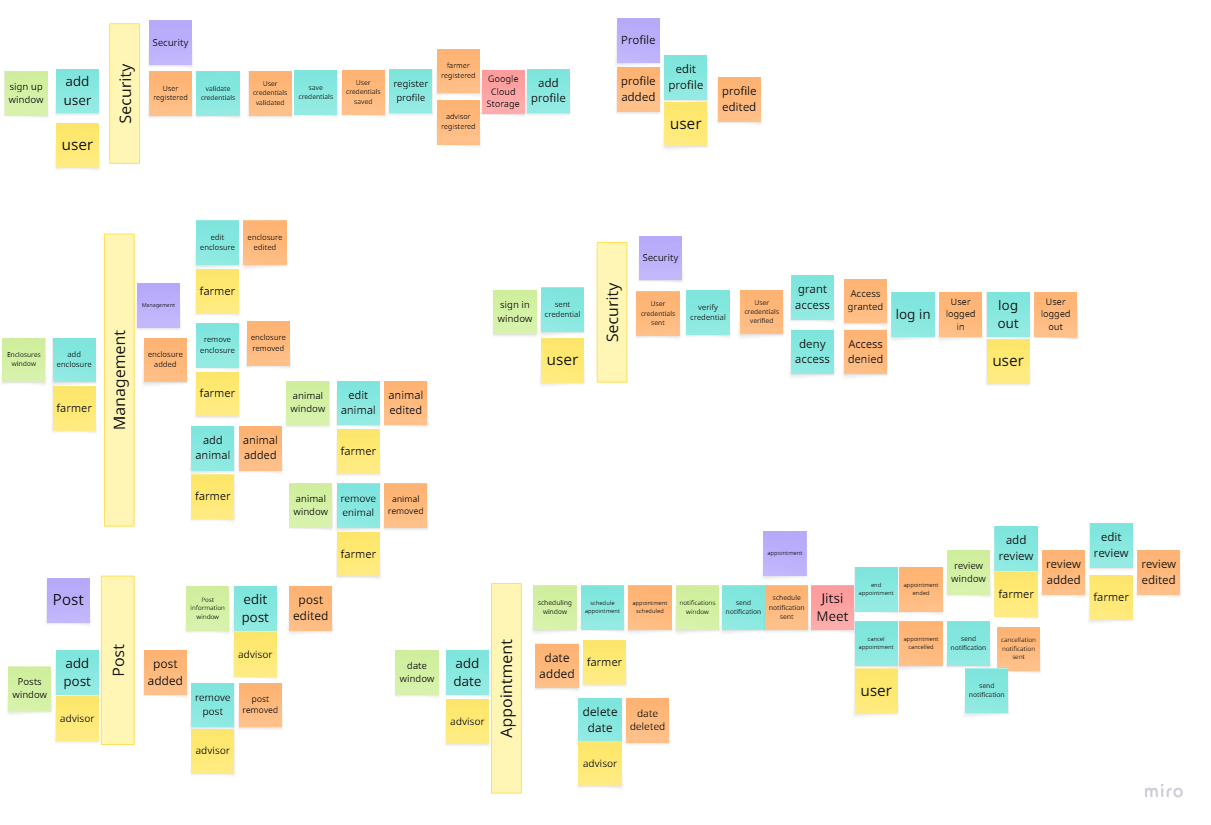 sign up
window
add
user
user
Security
Security
User
registered
validate
credentials
User
credentials
validated
save
credentials
User
credentials
saved
register
profile
farmer
registered
advisor
registered
Google
Cloud
Storage
add
profile
Profile
profile
added
edit
profile
user
profile
edited
Enclosures
window
add
enclosure
farmer
Management
Management
enclosure
added
edit
enclosure
enclosure
edited
farmer
remove
enclosure
enclosure
removed
farmer
add
animal
animal
added
farmer
animal
window
edit
animal
animal
edited
farmer
animal
window
remove
enimal
animal
removed
farmer
sign in
window
sent
credential
user
Security
Security
User
credentials
sent
verify
credential
User
credentials
verified
grant
access
Access
granted
deny
access
Access
denied
log in
User
logged
in
log
out
user
User
logged
out
Post
Posts
window
add
post
advisor
Post
post
added
Post
information
window
edit
post
advisor
post
edited
remove
post
post
removed
advisor
date
window
add
date
advisor
Appointment
scheduling
window
schedule
appointment
appointment
scheduled
notifications
window
send
notification
appointment
schedule
notification
sent
Jitsi
Meet
date
added
farmer
delete
date
date
deleted
advisor
end
appointment
appointment
ended
review
window
add
review
farmer
review
added
edit
review
farmer
review
edited
cancel
appointment
appointment
cancelled
user
send
notification
cancellation
notification
sent
send
notification
miro